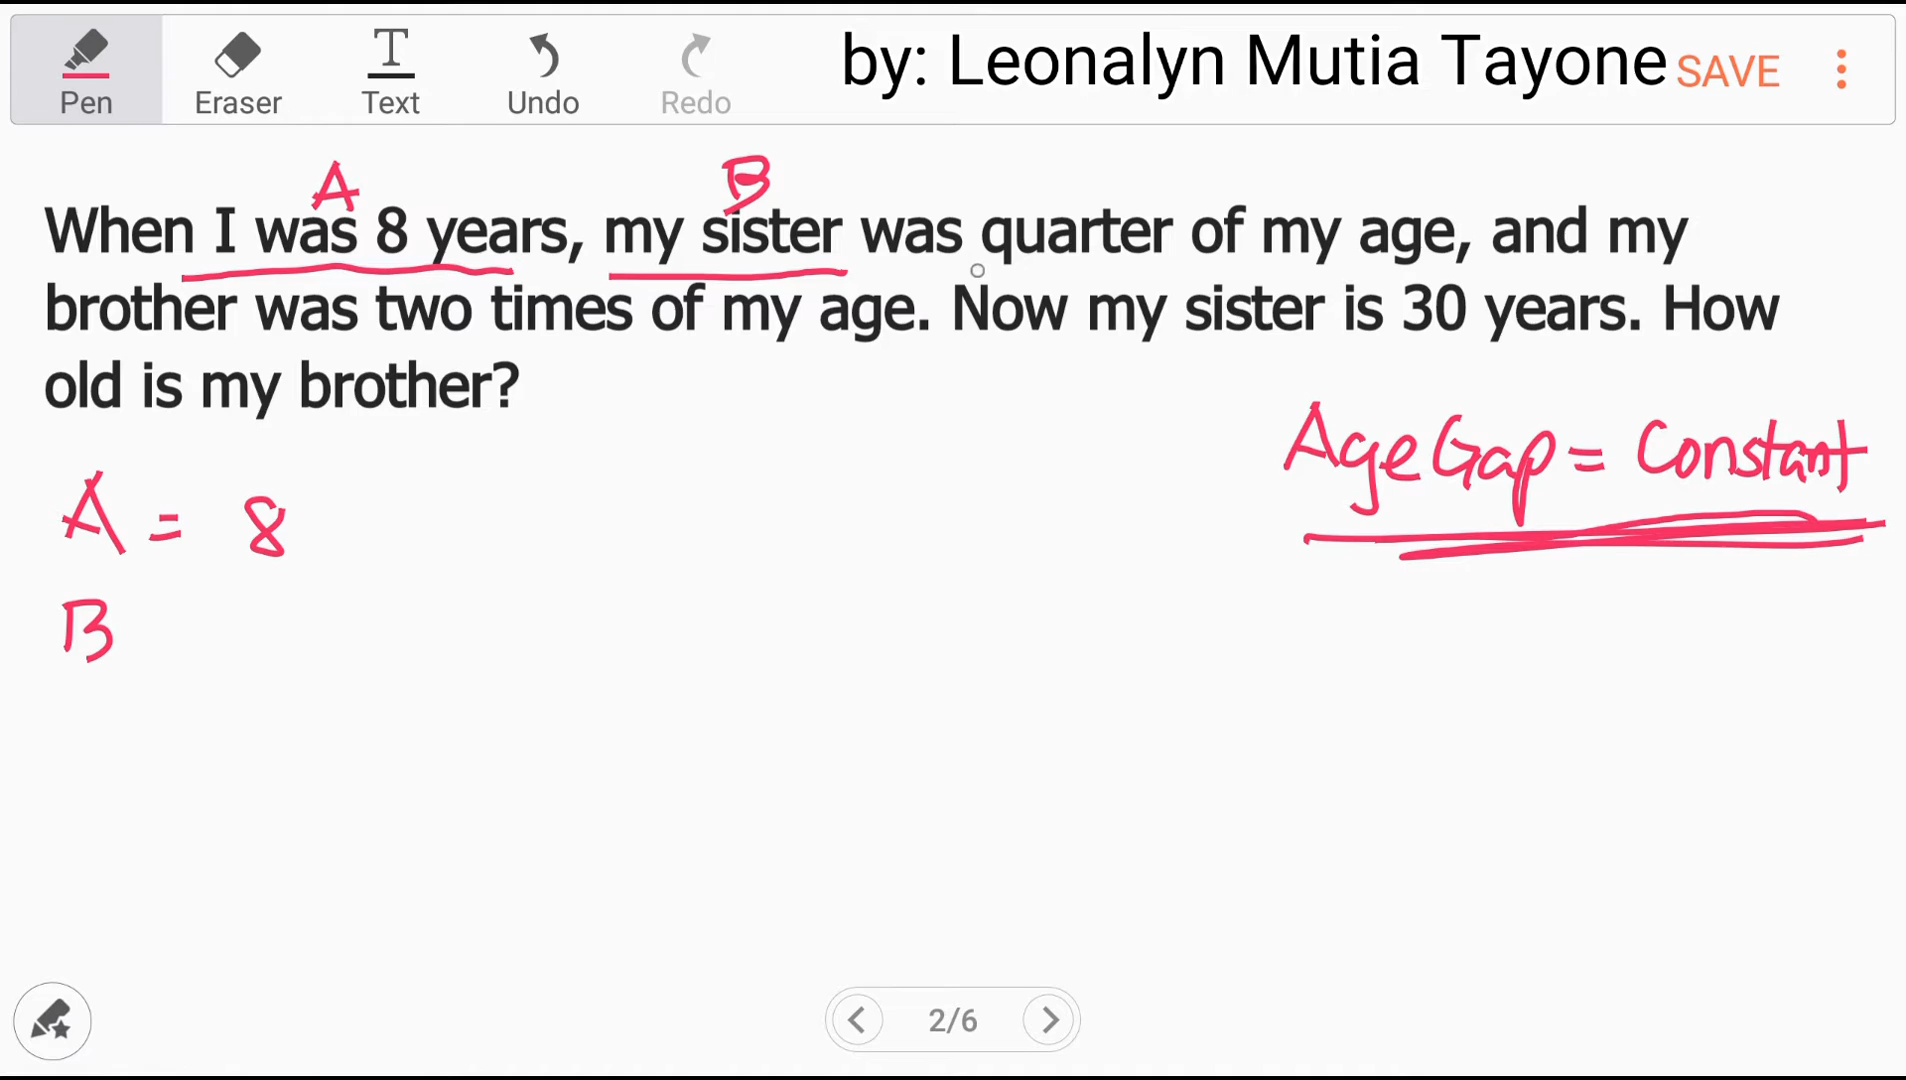 by: Leonalyn Mutia Tayone
SAVE
Pen
Eraser
Text
Undo
Redo
A
B
When I was 8 years, my sister was quarter of my age, and my
brother was two times of my age. Now my sister is 30 years. How
old is my brother?
Age Gap = Constant
A = 8
B
2/6